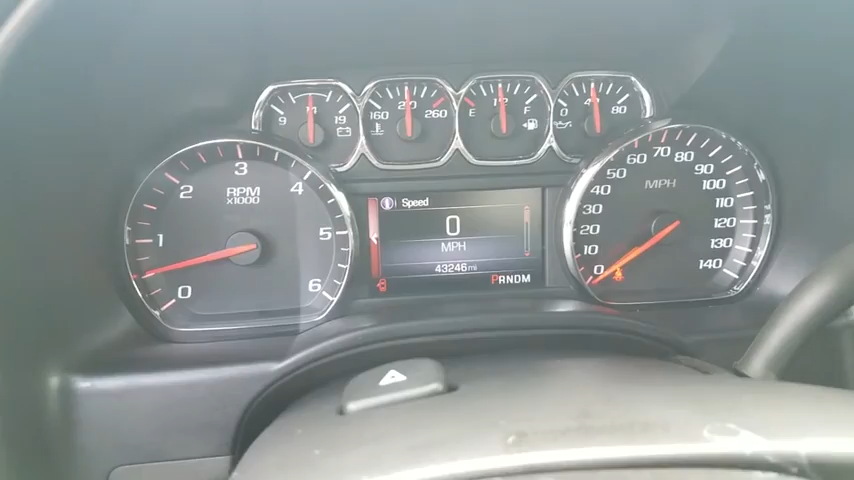 9 14 19
160 210 260
E F
0 40 80
RPM
x1000
0 1 2 3 4 5 6
i Speed
0
MPH
43246 mi
PRNDM
MPH
0 10 20 30 40 50 60 70 80 90 100 110 120 130 140